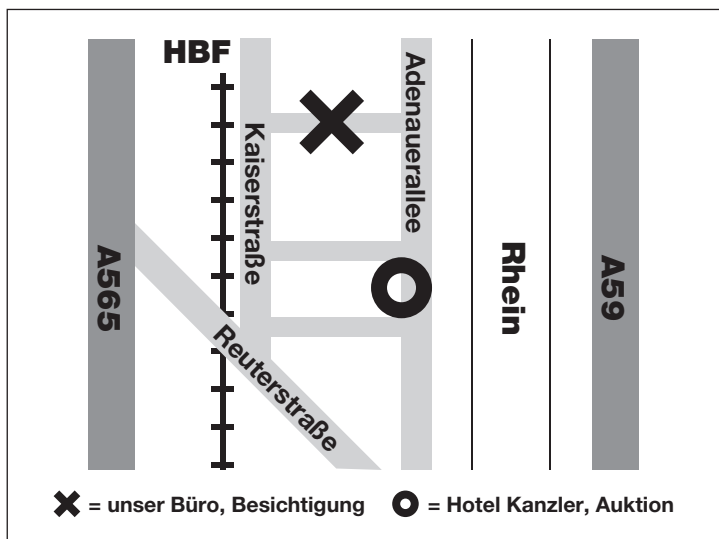 HBF
Kaiserstraße
Adenauerallee
A565
Rhein
A59
Reuterstraße
= unser Büro, Besichtigung
= Hotel Kanzler, Auktion